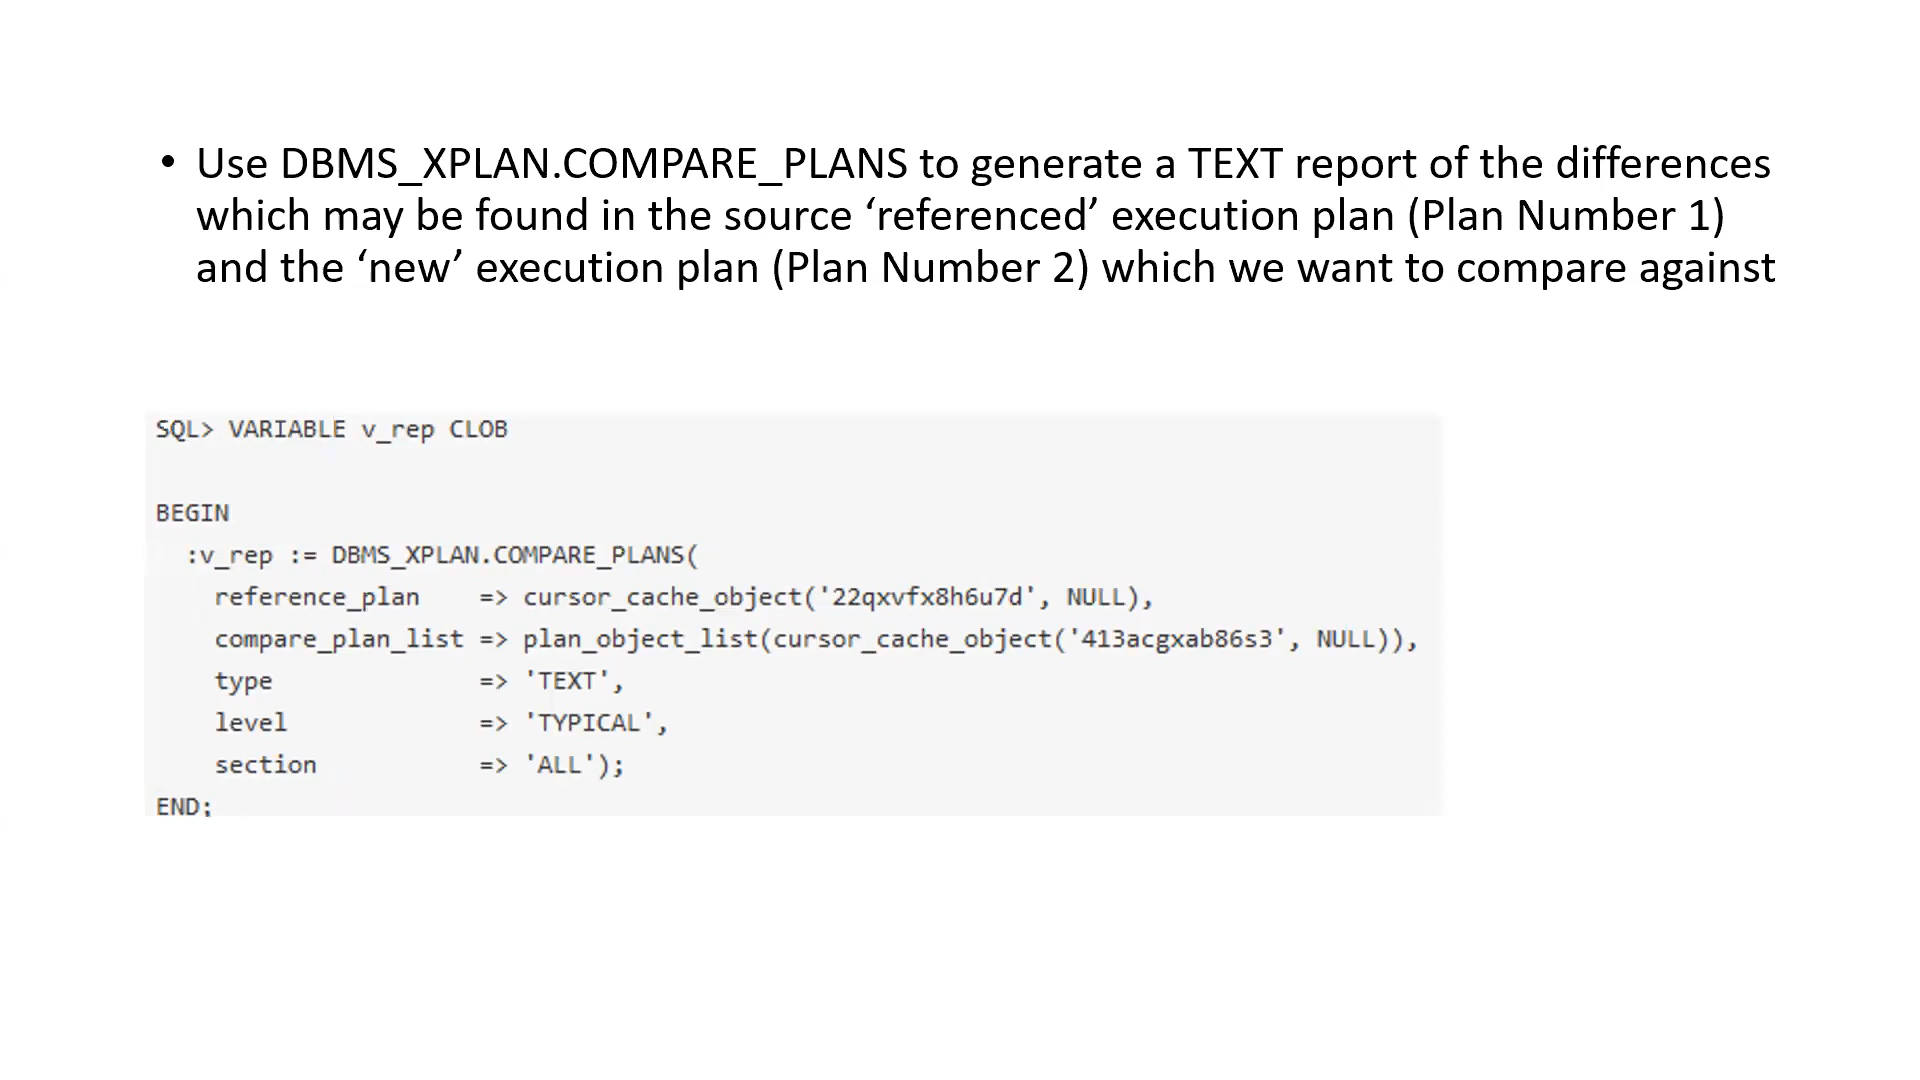 • Use DBMS_XPLAN.COMPARE_PLANS to generate a TEXT report of the differences
which may be found in the source ‘referenced’ execution plan (Plan Number 1)
and the ‘new’ execution plan (Plan Number 2) which we want to compare against
SQL> VARIABLE v_rep CLOB
BEGIN
  :v_rep := DBMS_XPLAN.COMPARE_PLANS(
    reference_plan    => cursor_cache_object('22qxvfx8h6u7d', NULL),
    compare_plan_list => plan_object_list(cursor_cache_object('413acgxab86s3', NULL)),
    type              => 'TEXT',
    level             => 'TYPICAL',
    section           => 'ALL');
END;